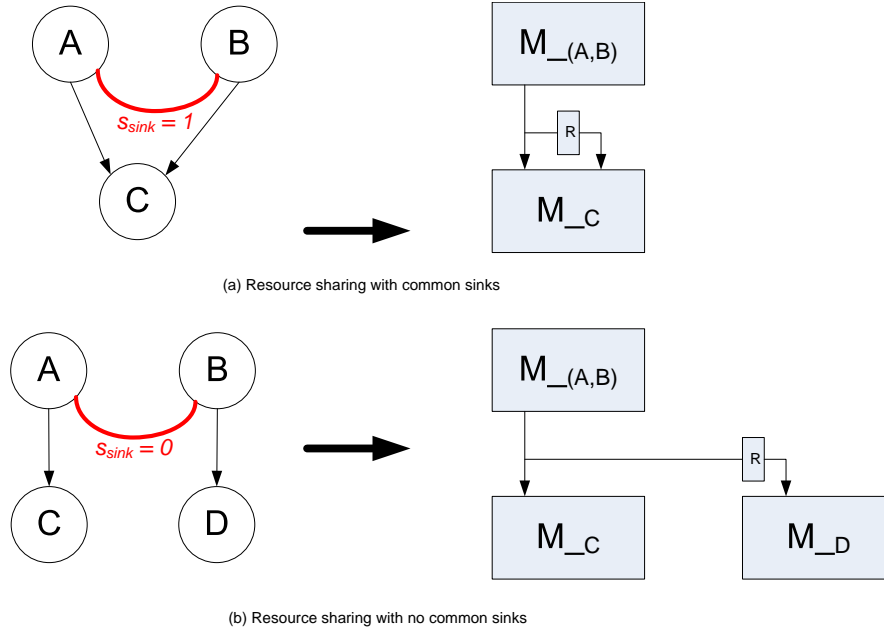 A
B
M_(A,B)
s_sink = 1
R
C
M_C
(a) Resource sharing with common sinks
A
B
M_(A,B)
s_sink = 0
R
C
D
M_C
M_D
(b) Resource sharing with no common sinks